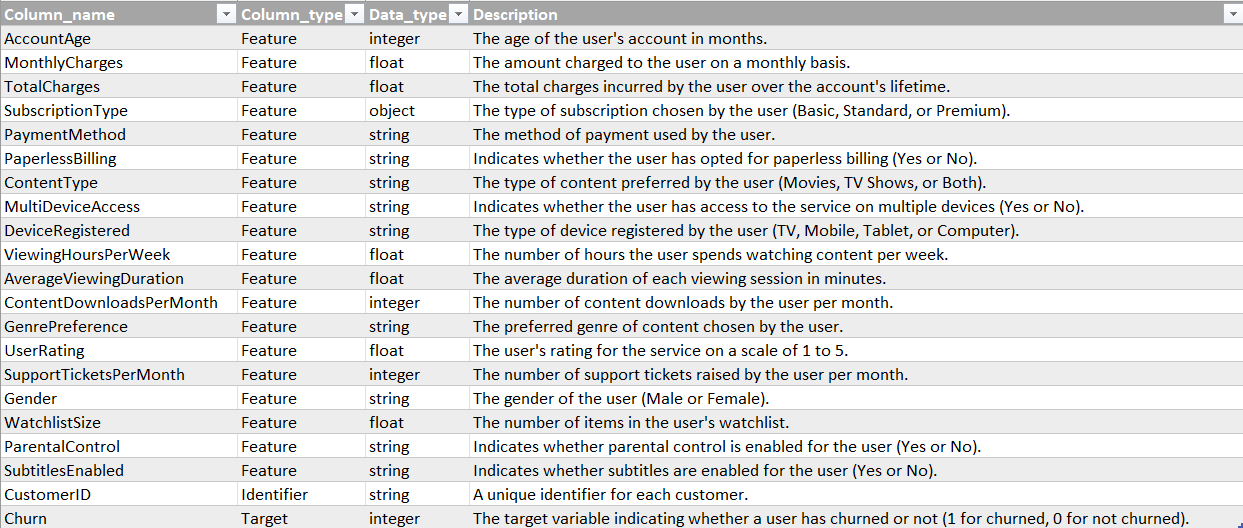 Column_name Column_type Data_type Description
AccountAge Feature integer The age of the user's account in months.
MonthlyCharges Feature float The amount charged to the user on a monthly basis.
TotalCharges Feature float The total charges incurred by the user over the account's lifetime.
SubscriptionType Feature object The type of subscription chosen by the user (Basic, Standard, or Premium).
PaymentMethod Feature string The method of payment used by the user.
PaperlessBilling Feature string Indicates whether the user has opted for paperless billing (Yes or No).
ContentType Feature string The type of content preferred by the user (Movies, TV Shows, or Both).
MultiDeviceAccess Feature string Indicates whether the user has access to the service on multiple devices (Yes or No).
DeviceRegistered Feature string The type of device registered by the user (TV, Mobile, Tablet, or Computer).
ViewingHoursPerWeek Feature float The number of hours the user spends watching content per week.
AverageViewingDuration Feature float The average duration of each viewing session in minutes.
ContentDownloadsPerMonth Feature integer The number of content downloads by the user per month.
GenrePreference Feature string The preferred genre of content chosen by the user.
UserRating Feature float The user's rating for the service on a scale of 1 to 5.
SupportTicketsPerMonth Feature integer The number of support tickets raised by the user per month.
Gender Feature string The gender of the user (Male or Female).
WatchlistSize Feature float The number of items in the user's watchlist.
ParentalControl Feature string Indicates whether parental control is enabled for the user (Yes or No).
SubtitlesEnabled Feature string Indicates whether subtitles are enabled for the user (Yes or No).
CustomerID Identifier string A unique identifier for each customer.
Churn Target integer The target variable indicating whether a user has churned or not (1 for churned, 0 for not churned).